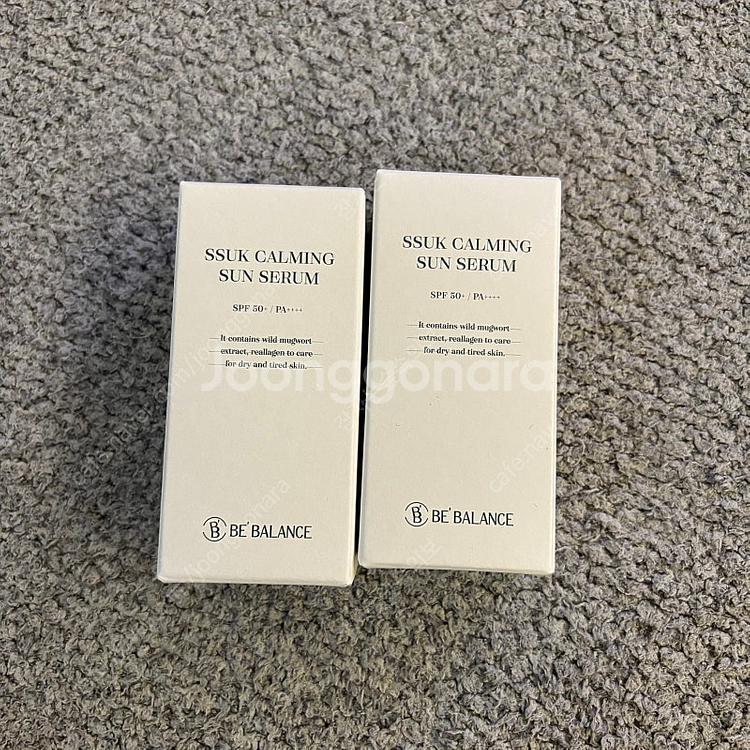 SSUK CALMING
SUN SERUM
SPF 50+ / PA++++
It contains wild mugwort
extract, reallagen to care
for dry and tired skin.
BE'BALANCE
SSUK CALMING
SUN SERUM
SPF 50+ / PA++++
It contains wild mugwort
extract, reallagen to care
for dry and tired skin.
BE'BALANCE
Joonggonara